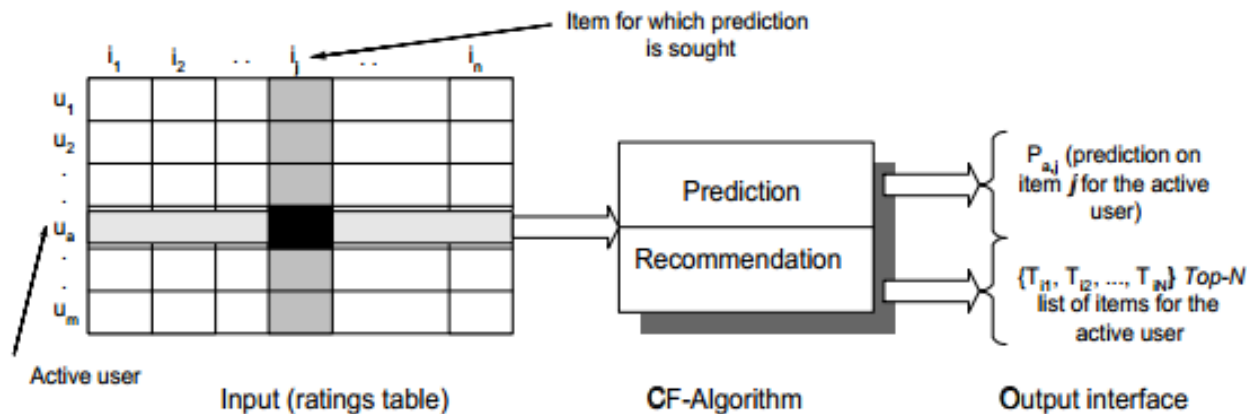 Item for which prediction
is sought
i1 i2 . . ij . . in
u1
u2
.
.
ua
.
.
um
Active user
Input (ratings table)
Prediction
Recommendation
CF-Algorithm
Pa,j (prediction on
item j for the active
user)
{Ti1, Ti2, ..., TiN} Top-N
list of items for the
active user
Output interface